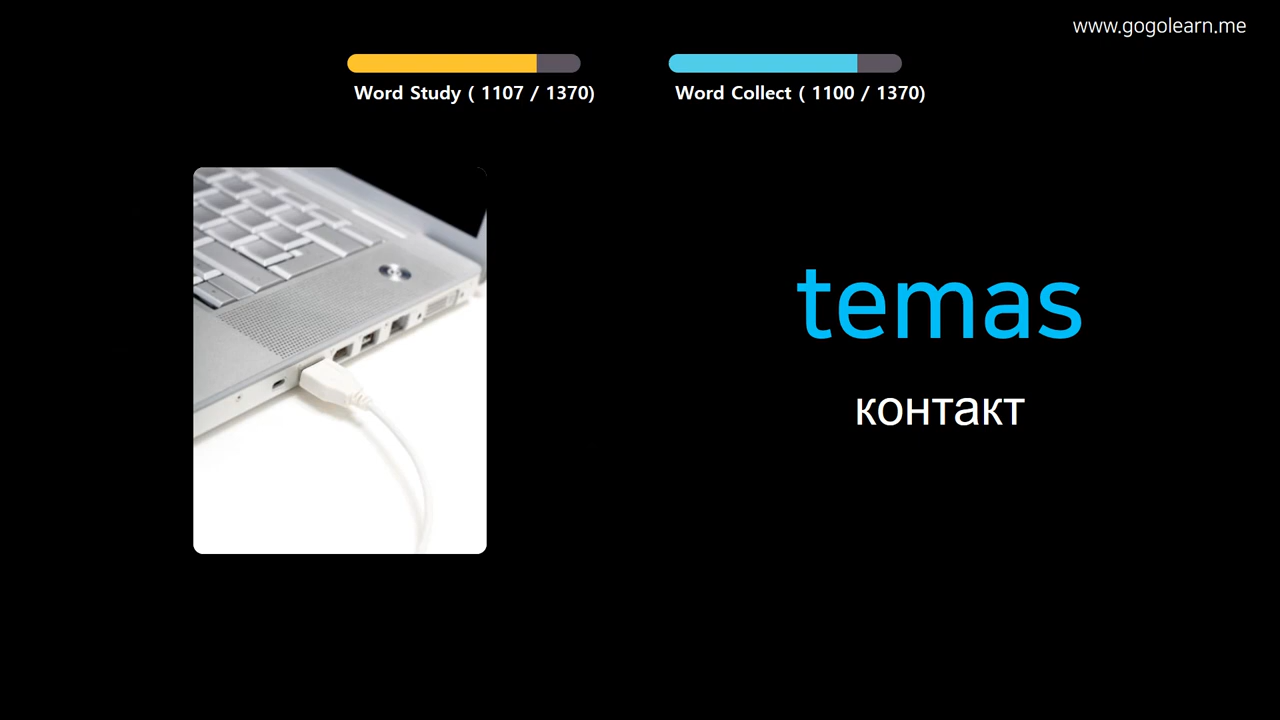 www.gogolearn.me
Word Study ( 1107 / 1370)
Word Collect ( 1100 / 1370)
temas
контакт